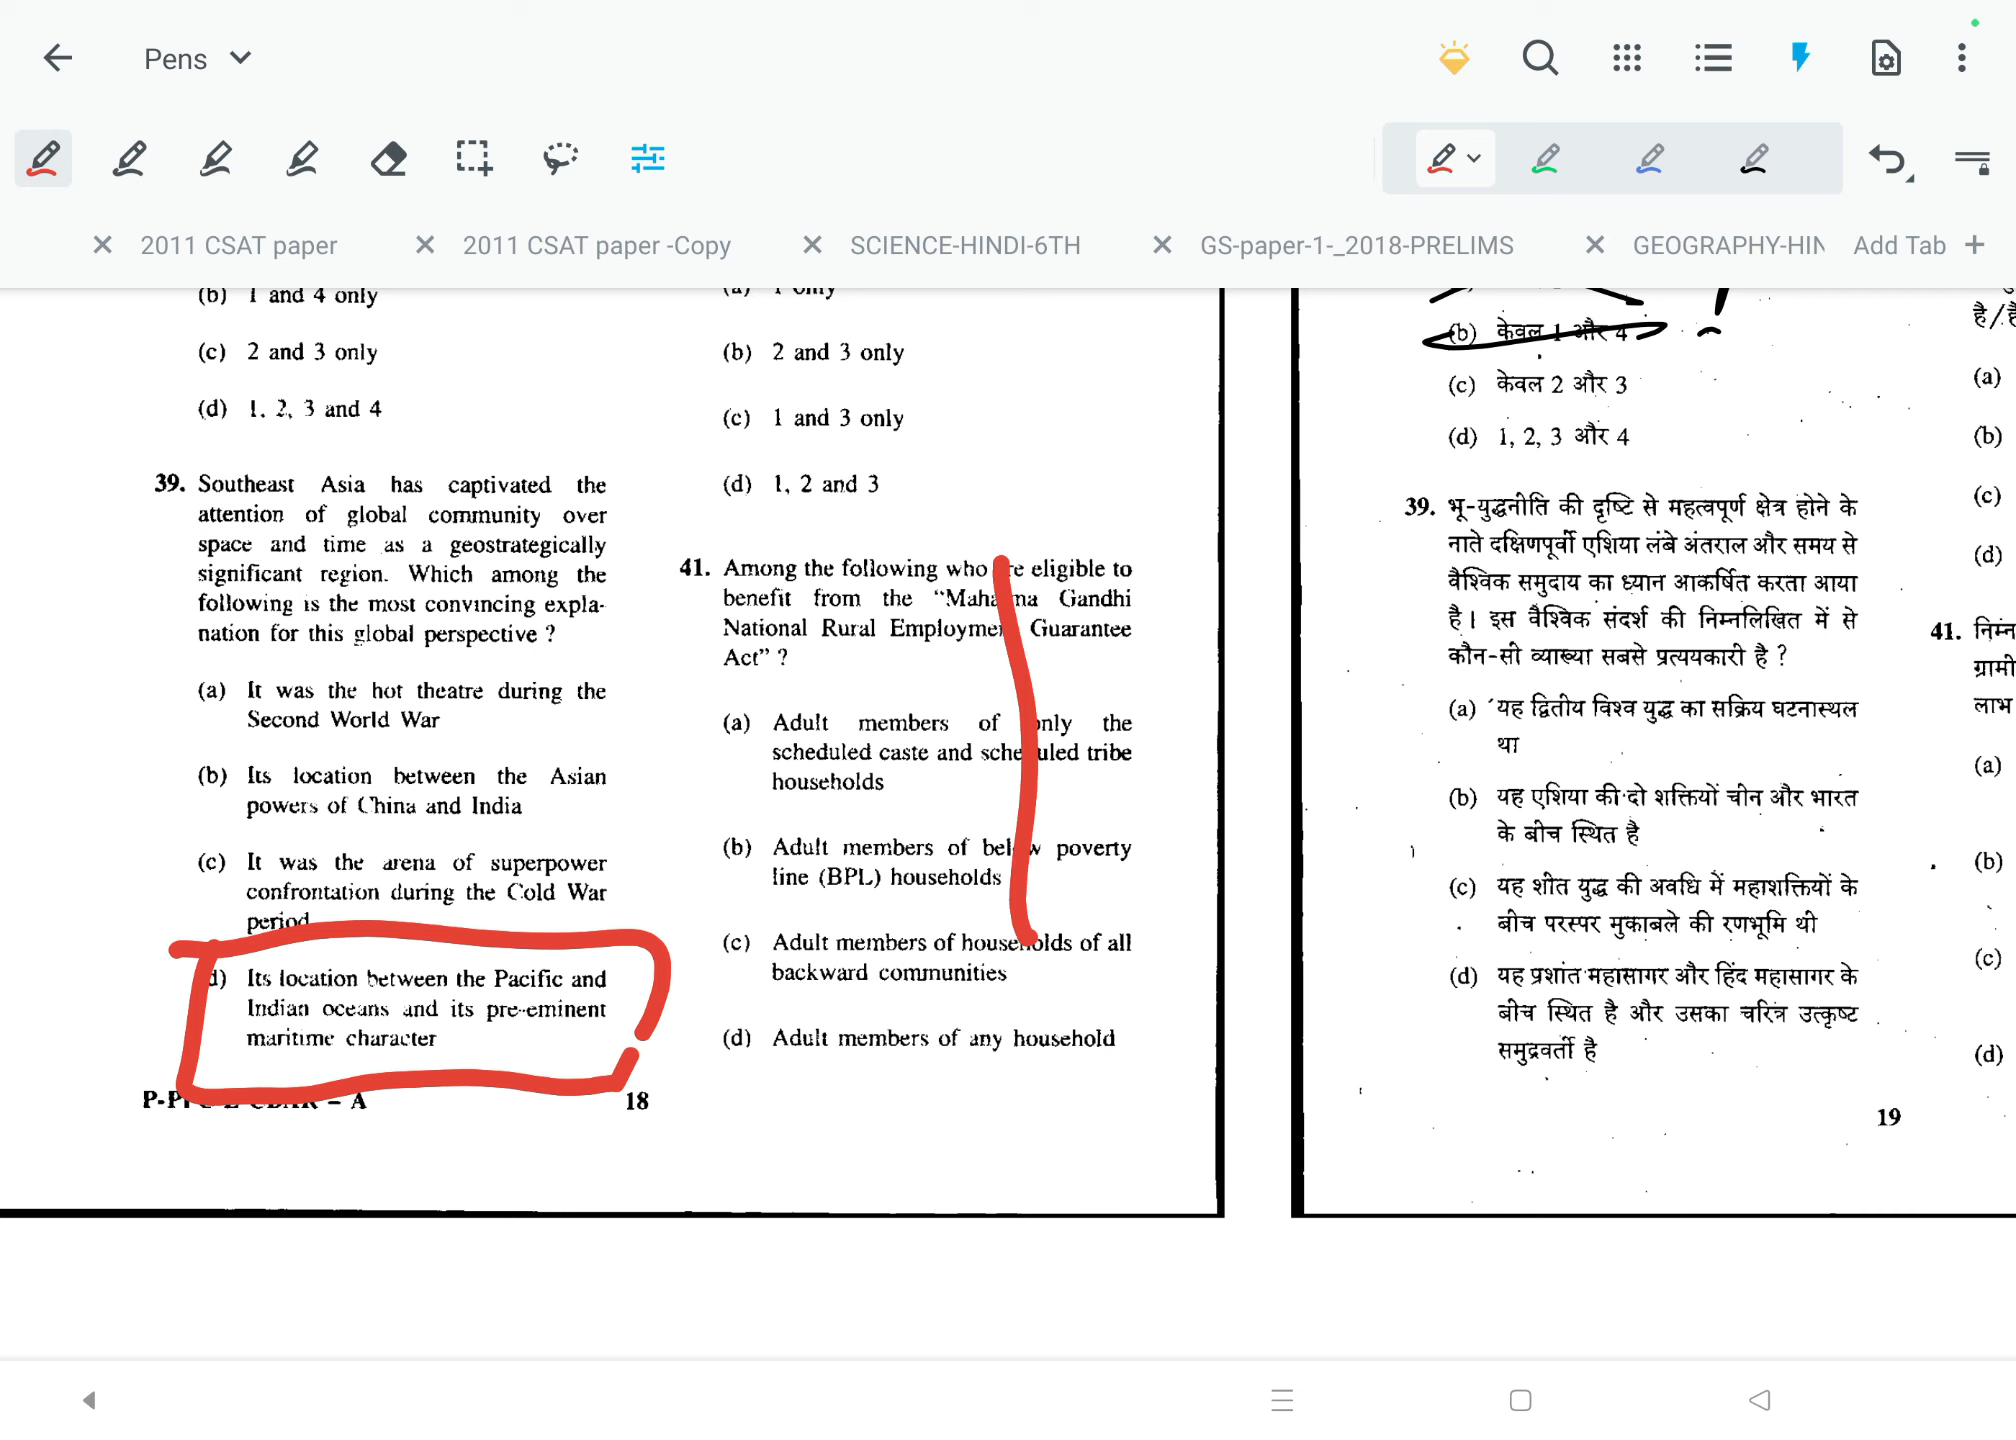 Pens
2011 CSAT paper
2011 CSAT paper -Copy
SCIENCE-HINDI-6TH
GS-paper-1-_2018-PRELIMS
GEOGRAPHY-HIN
Add Tab
(b) 1 and 4 only
(c) 2 and 3 only
(d) 1, 2, 3 and 4
39. Southeast Asia has captivated the
attention of global community over
space and time as a geostrategically
significant region. Which among the
following is the most convincing expla-
nation for this global perspective ?
(a) It was the hot theatre during the
Second World War
(b) Its location between the Asian
powers of China and India
(c) It was the arena of superpower
confrontation during the Cold War
period
d) Its location between the Pacific and
Indian oceans and its pre-eminent
maritime character
– A
18
(a) 1 only
(b) 2 and 3 only
(c) 1 and 3 only
(d) 1, 2 and 3
41. Among the following who are eligible to
benefit from the "Mahatma Gandhi
National Rural Employment Guarantee
Act" ?
(a) Adult members of only the
scheduled caste and scheduled tribe
households
(b) Adult members of below poverty
line (BPL) households
(c) Adult members of households of all
backward communities
(d) Adult members of any household
(b) केवल 1 और 4
(c) केवल 2 और 3
(d) 1, 2, 3 और 4
39. भू-युद्धनीति की दृष्टि से महत्वपूर्ण क्षेत्र होने के
नाते दक्षिणपूर्वी एशिया लंबे अंतराल और समय से
वैश्विक समुदाय का ध्यान आकर्षित करता आया
है । इस वैश्विक संदर्श की निम्नलिखित में से
कौन-सी व्याख्या सबसे प्रत्ययकारी है ?
(a) यह द्वितीय विश्व युद्ध का सक्रिय घटनास्थल
था
(b) यह एशिया की दो शक्तियों चीन और भारत
के बीच स्थित है
(c) यह शीत युद्ध की अवधि में महाशक्तियों के
बीच परस्पर मुकाबले की रणभूमि थी
(d) यह प्रशांत महासागर और हिंद महासागर के
बीच स्थित है और उसका चरित्र उत्कृष्ट
समुद्रवर्ती है
19
है/हैं
(a)
(b)
(c)
(d)
41. निम्न
ग्रामी
लाभ
(a)
(b)
(c)
(d)